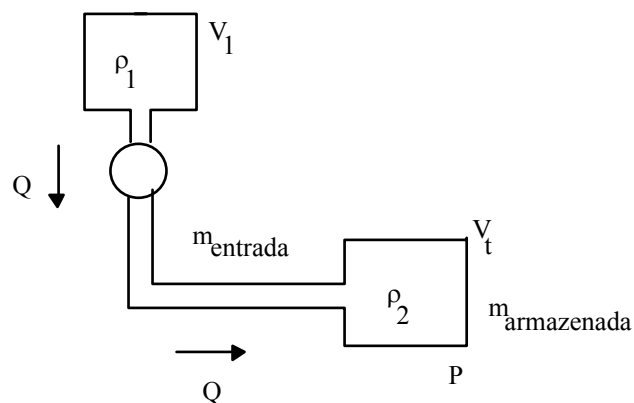 V1
ρ1
Q
mentrada
Vt
ρ2
marmazenada
P
Q